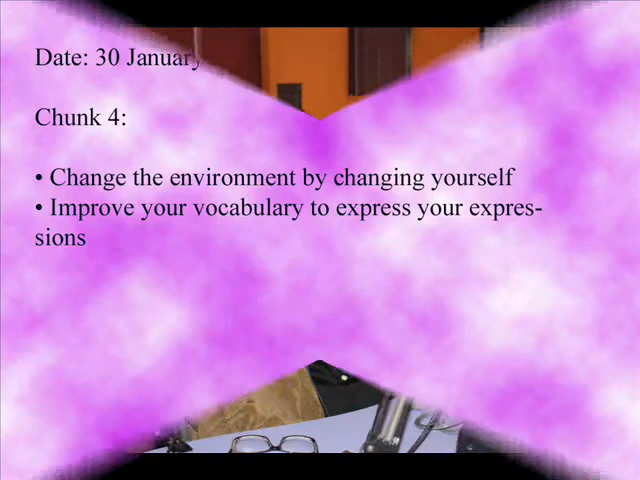 Date: 30 January
Chunk 4:
• Change the environment by changing yourself
• Improve your vocabulary to express your expres-
sions